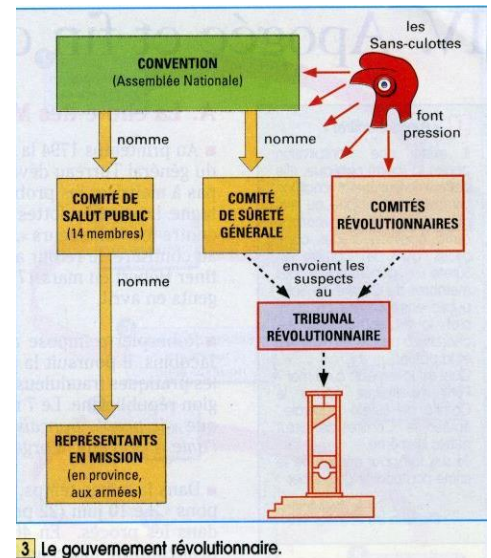 les
Sans-culottes
CONVENTION
(Assemblée Nationale)
font
pression
nomme
nomme
COMITÉ DE
SALUT PUBLIC
(14 membres)
COMITÉ
DE SÛRETÉ
GÉNÉRALE
COMITÉS
RÉVOLUTIONNAIRES
envoient les
suspects
au
nomme
TRIBUNAL
RÉVOLUTIONNAIRE
REPRÉSENTANTS
EN MISSION
(en province,
aux armées)
3 Le gouvernement révolutionnaire.